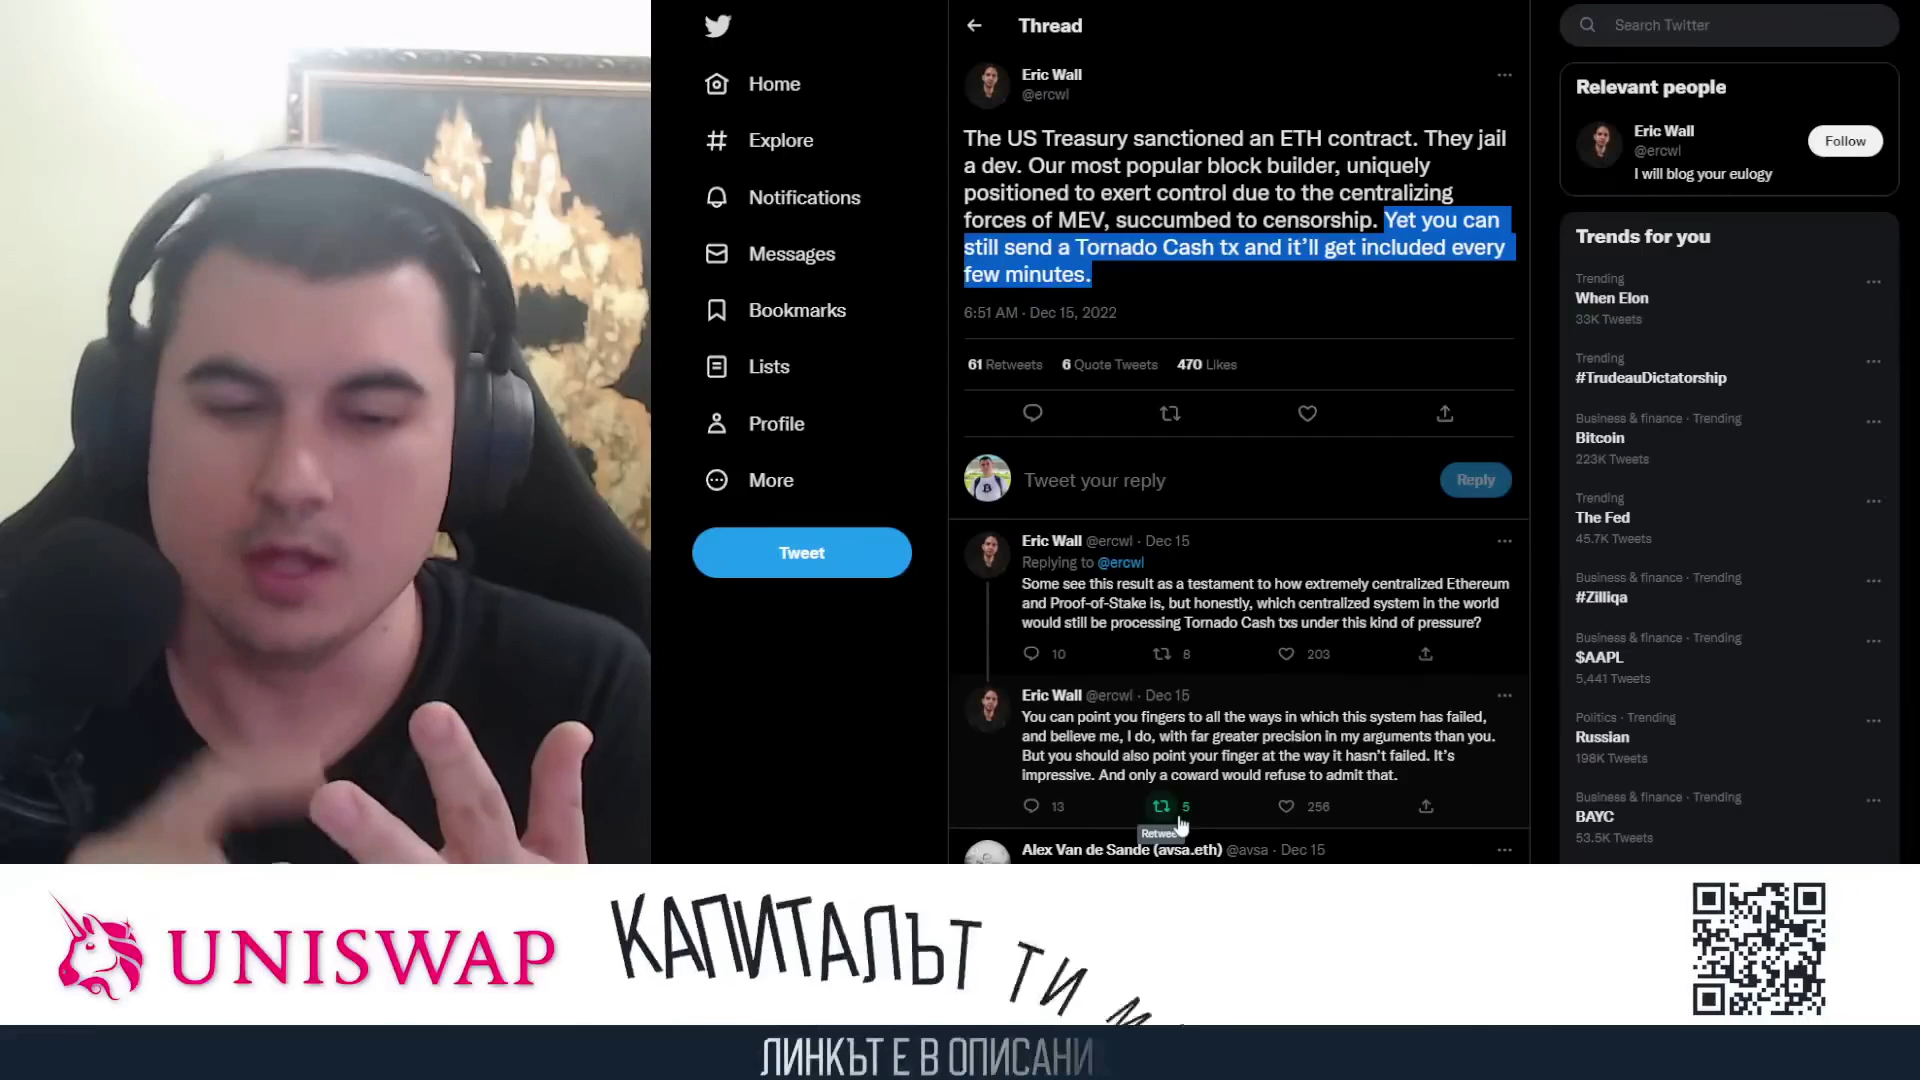 Home
Explore
Notifications
Messages
Bookmarks
Lists
Profile
More
Tweet
Thread
Eric Wall
@ercwl
The US Treasury sanctioned an ETH contract. They jail
a dev. Our most popular block builder, uniquely
positioned to exert control due to the centralizing
forces of MEV, succumbed to censorship. Yet you can
still send a Tornado Cash tx and it’ll get included every
few minutes.
6:51 AM · Dec 15, 2022
61 Retweets 6 Quote Tweets 470 Likes
Tweet your reply
Reply
Eric Wall @ercwl · Dec 15
Replying to @ercwl
Some see this result as a testament to how extremely centralized Ethereum
and Proof-of-Stake is, but honestly, which centralized system in the world
would still be processing Tornado Cash txs under this kind of pressure?
10 8 203
Eric Wall @ercwl · Dec 15
You can point you fingers to all the ways in which this system has failed,
and believe me, I do, with far greater precision in my arguments than you.
But you should also point your finger at the way it hasn’t failed. It’s
impressive. And only a coward would refuse to admit that.
13 5 256
Alex Van de Sande (avsa.eth) @avsa · Dec 15
Search Twitter
Relevant people
Eric Wall
@ercwl
Follow
I will blog your eulogy
Trends for you
Trending
When Elon
33K Tweets
Trending
#TrudeauDictatorship
Business & finance · Trending
Bitcoin
223K Tweets
Trending
The Fed
45.7K Tweets
Business & finance · Trending
#Zilliqa
Business & finance · Trending
$AAPL
5,441 Tweets
Politics · Trending
Russian
198K Tweets
Business & finance · Trending
BAYC
53.5K Tweets
UNISWAP
КАПИТАЛЪТ ТИ
ЛИНКЪТ Е В ОПИСАНИ